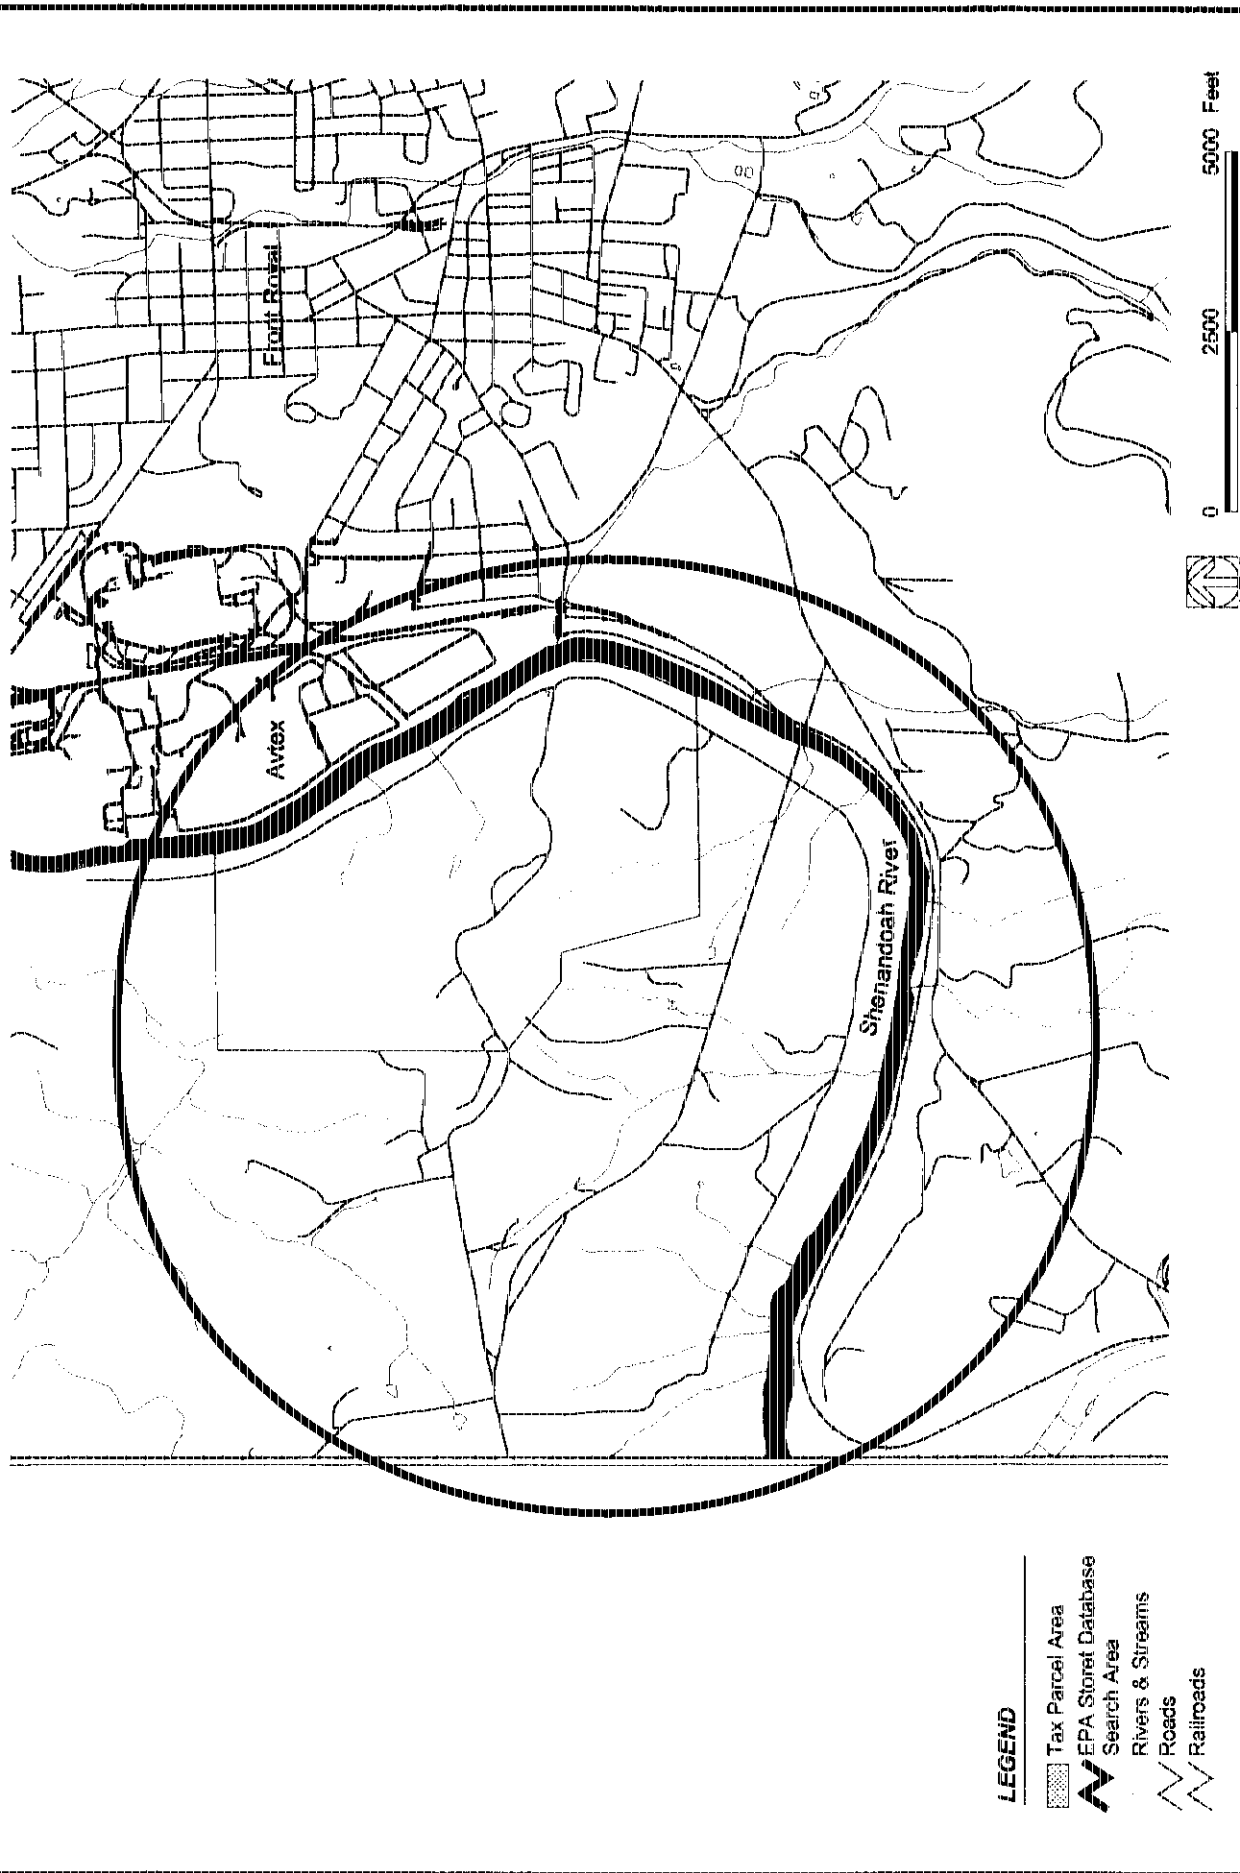 Front Royal
Avtex
Shenandoah River
LEGEND
Tax Parcel Area
EPA Storet Database
Search Area
Rivers & Streams
Roads
Railroads
0 2500 5000 Feet